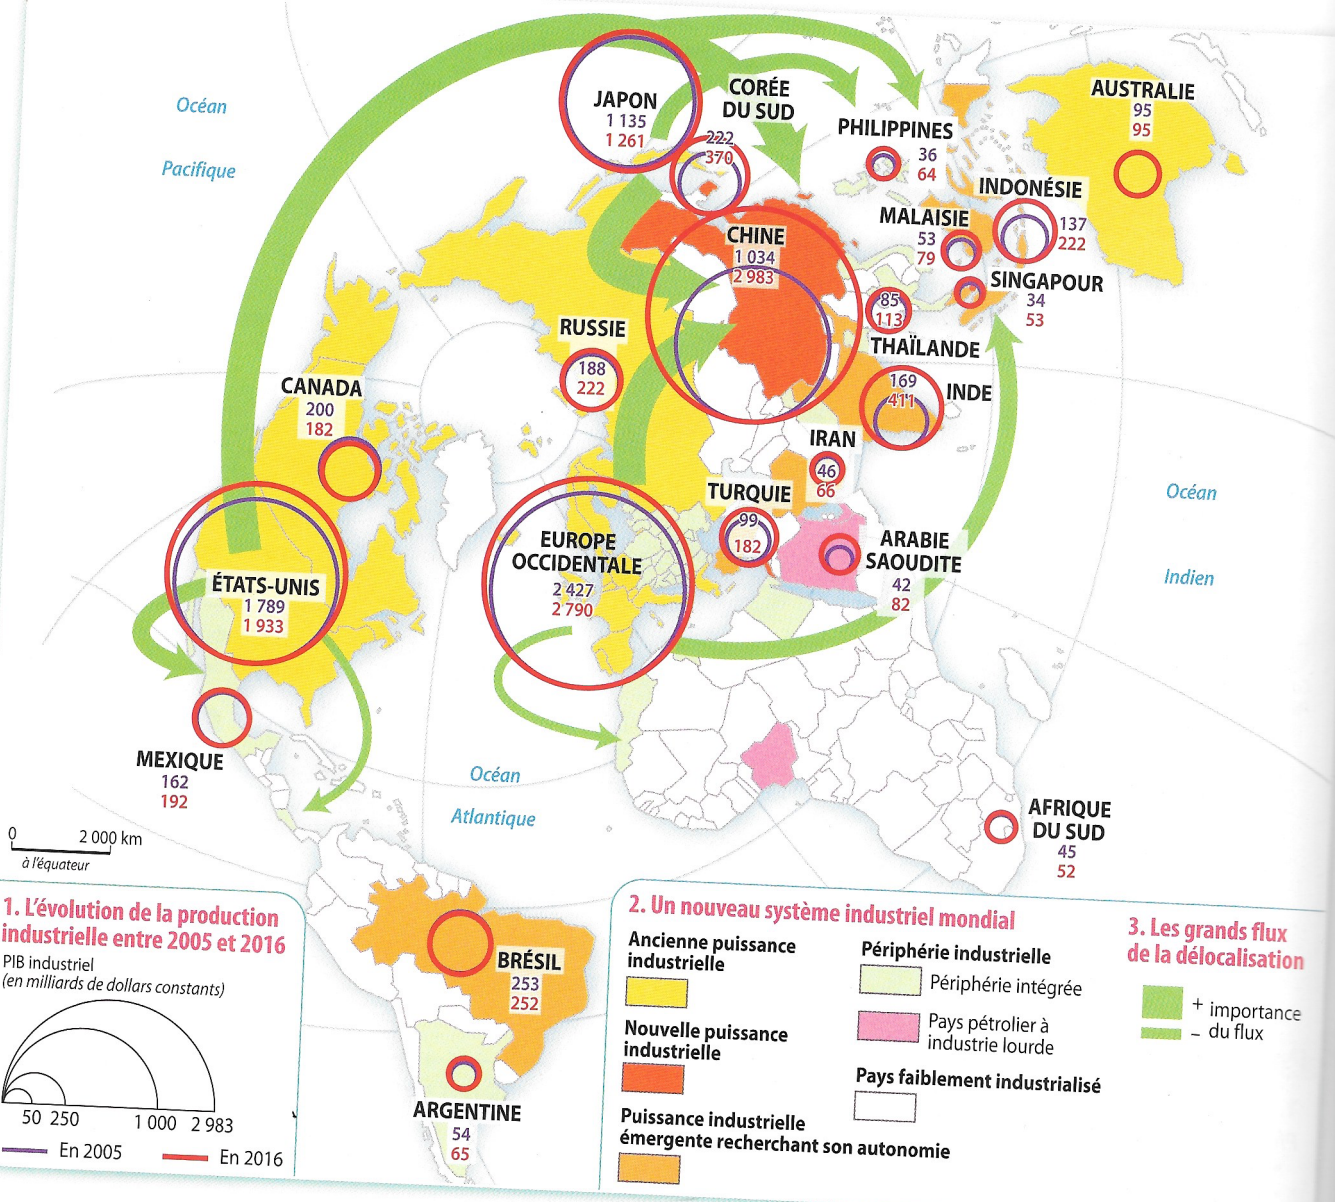 Océan
Pacifique
JAPON
1 135
1 261
CORÉE
DU SUD
222
370
PHILIPPINES
36
64
AUSTRALIE
95
95
INDONÉSIE
137
222
MALAISIE
53
79
SINGAPOUR
34
53
CHINE
1 034
2 983
85
113
THAÏLANDE
RUSSIE
188
222
CANADA
200
182
169
411
INDE
IRAN
46
66
TURQUIE
99
182
ARABIE
SAOUDITE
42
82
Océan
Indien
EUROPE
OCCIDENTALE
2 427
2 790
ÉTATS-UNIS
1 789
1 933
MEXIQUE
162
192
Océan
Atlantique
AFRIQUE
DU SUD
45
52
0 2 000 km
à l'équateur
BRÉSIL
253
252
ARGENTINE
54
65
1. L'évolution de la production
industrielle entre 2005 et 2016
PIB industriel
(en milliards de dollars constants)
50 250 1 000 2 983
En 2005 En 2016
2. Un nouveau système industriel mondial
Ancienne puissance
industrielle
Nouvelle puissance
industrielle
Puissance industrielle
émergente recherchant son autonomie
Périphérie industrielle
Périphérie intégrée
Pays pétrolier à
industrie lourde
Pays faiblement industrialisé
3. Les grands flux
de la délocalisation
+ importance
– du flux